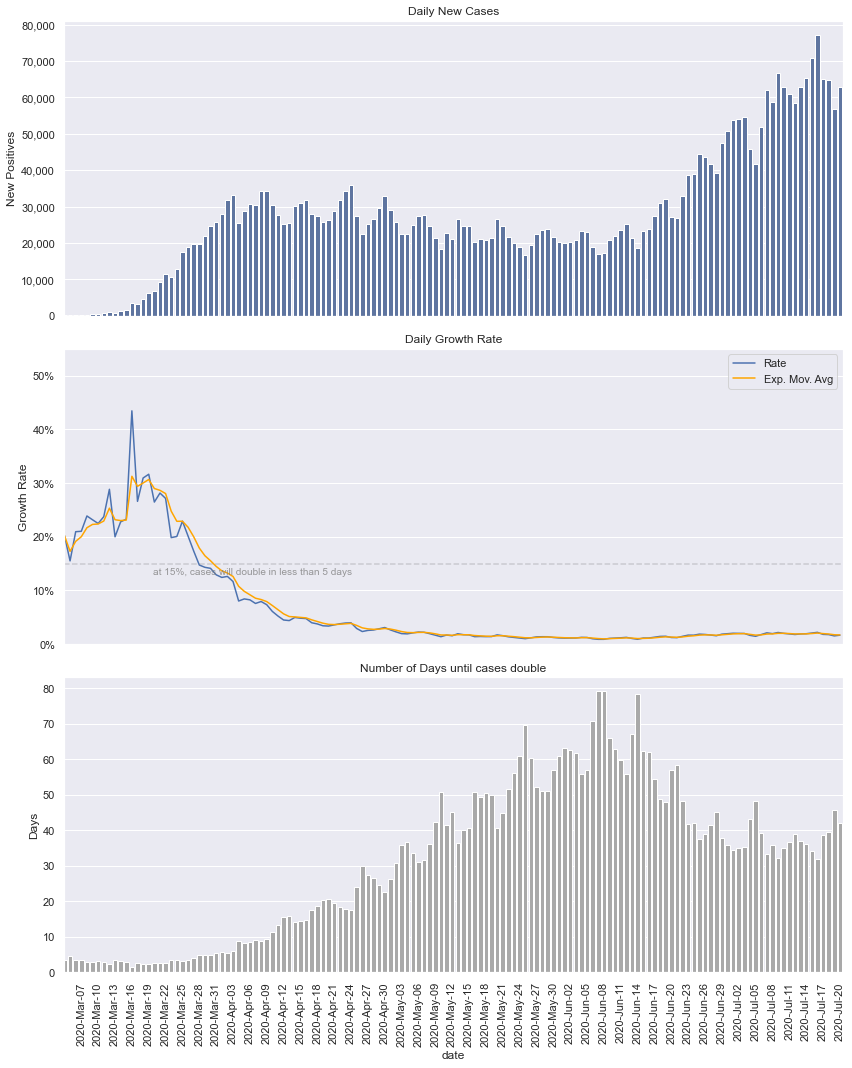 Daily New Cases
80,000
70,000
60,000
50,000
40,000
30,000
20,000
10,000
0
New Positives
Daily Growth Rate
50%
40%
30%
20%
10%
0%
Growth Rate
Rate
Exp. Mov. Avg
at 15%, cases will double in less than 5 days
Number of Days until cases double
80
70
60
50
40
30
20
10
0
Days
2020-Mar-07
2020-Mar-10
2020-Mar-13
2020-Mar-16
2020-Mar-19
2020-Mar-22
2020-Mar-25
2020-Mar-28
2020-Mar-31
2020-Apr-03
2020-Apr-06
2020-Apr-09
2020-Apr-12
2020-Apr-15
2020-Apr-18
2020-Apr-21
2020-Apr-24
2020-Apr-27
2020-Apr-30
2020-May-03
2020-May-06
2020-May-09
2020-May-12
2020-May-15
2020-May-18
2020-May-21
2020-May-24
2020-May-27
2020-May-30
2020-Jun-02
2020-Jun-05
2020-Jun-08
2020-Jun-11
2020-Jun-14
2020-Jun-17
2020-Jun-20
2020-Jun-23
2020-Jun-26
2020-Jun-29
2020-Jul-02
2020-Jul-05
2020-Jul-08
2020-Jul-11
2020-Jul-14
2020-Jul-17
2020-Jul-20
date